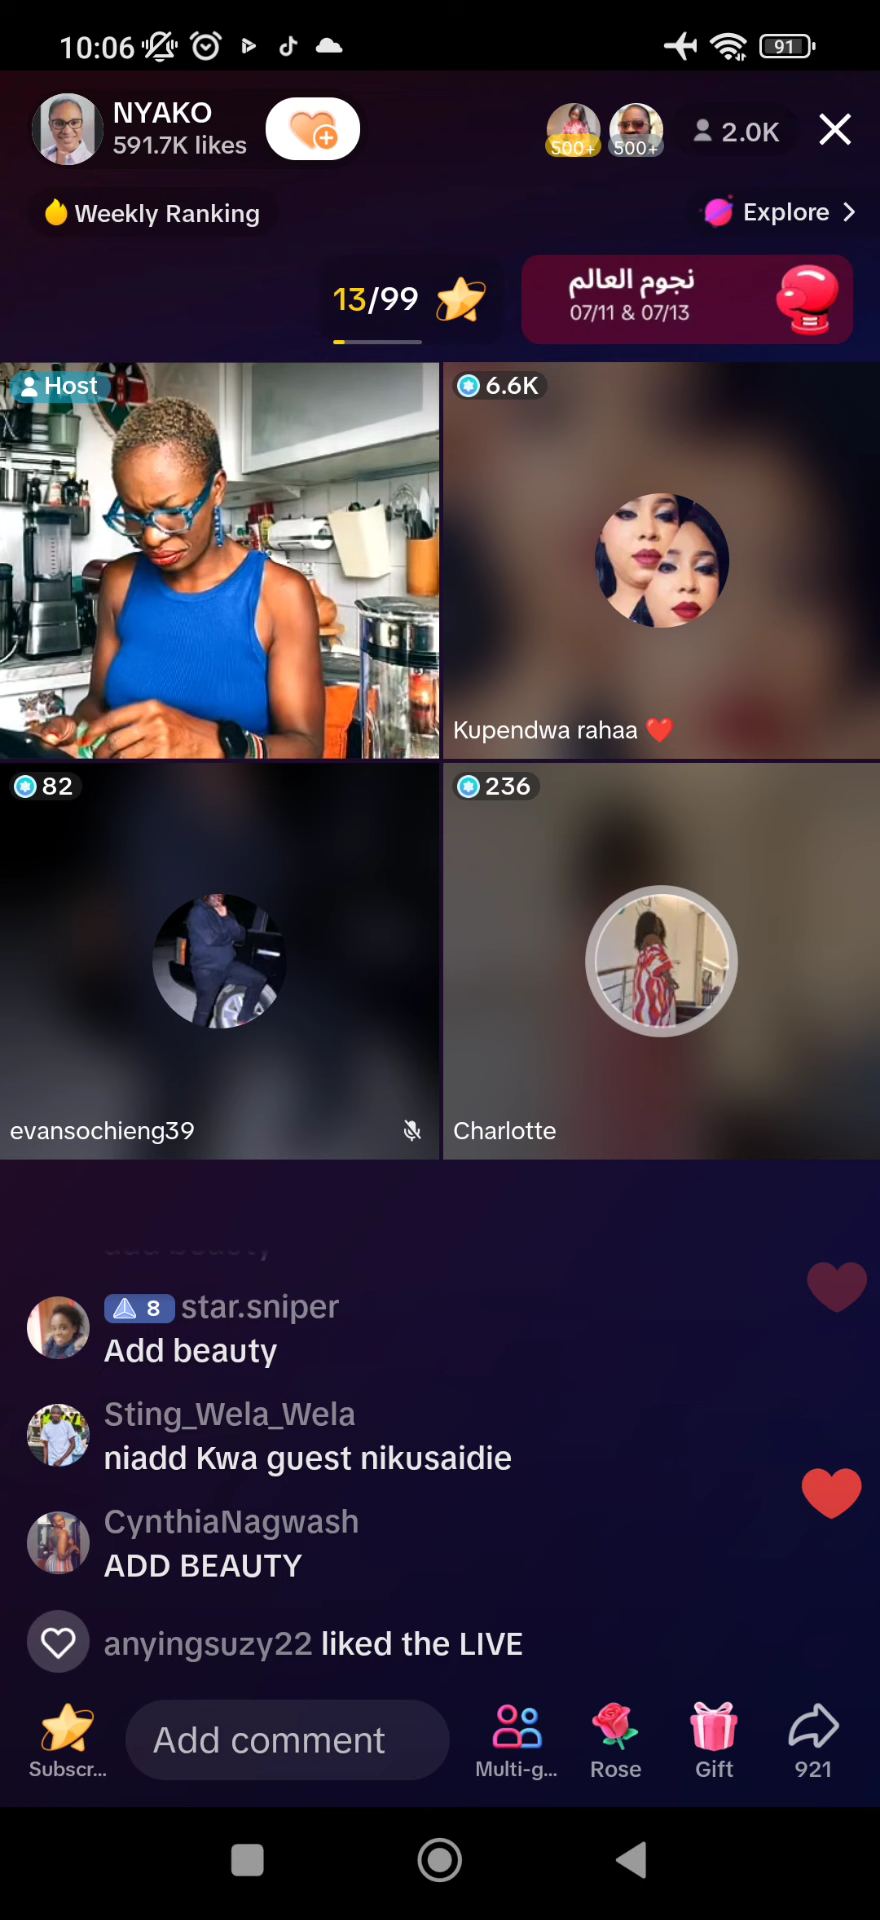 10:06
91
NYAKO
591.7K likes
500+
500+
2.0K
Weekly Ranking
Explore
13/99
نجوم العالم
07/11 & 07/13
Host
6.6K
Kupendwa rahaa ❤️
82
236
evansochieng39
Charlotte
8 star.sniper
Add beauty
Sting_Wela_Wela
niadd Kwa guest nikusaidie
CynthiaNagwash
ADD BEAUTY
anyingsuzy22 liked the LIVE
Subscr...
Add comment
Multi-g...
Rose
Gift
921